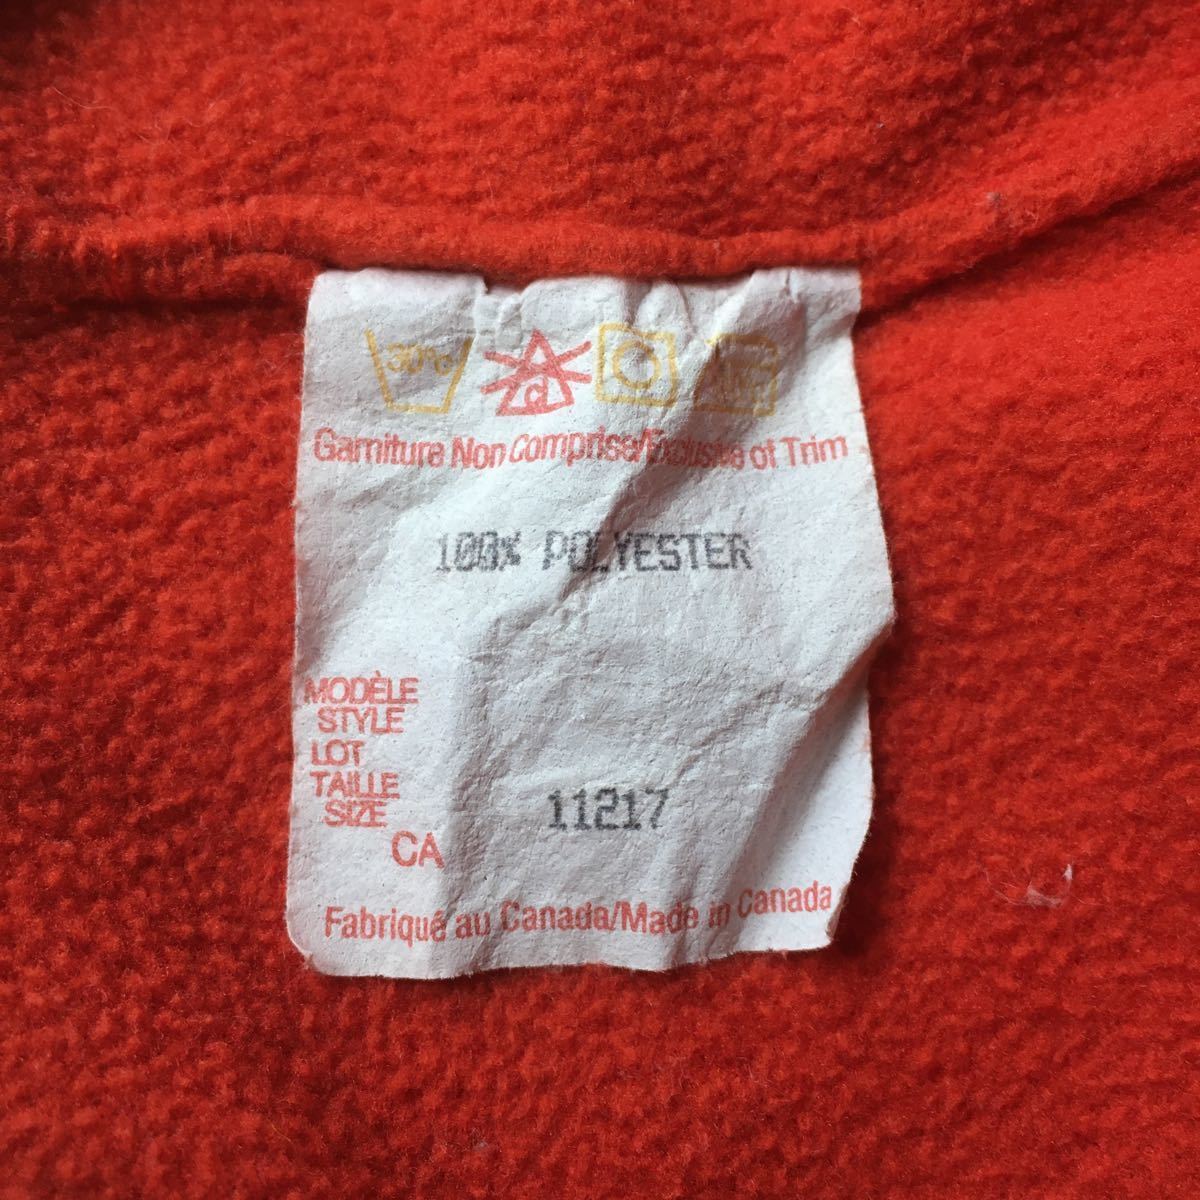 30°C
Garniture Non Comprise/Exclusive of Trim
100% POLYESTER
MODÈLE
STYLE
LOT
TAILLE
SIZE
11217
CA
Fabriqué au Canada/Made in Canada